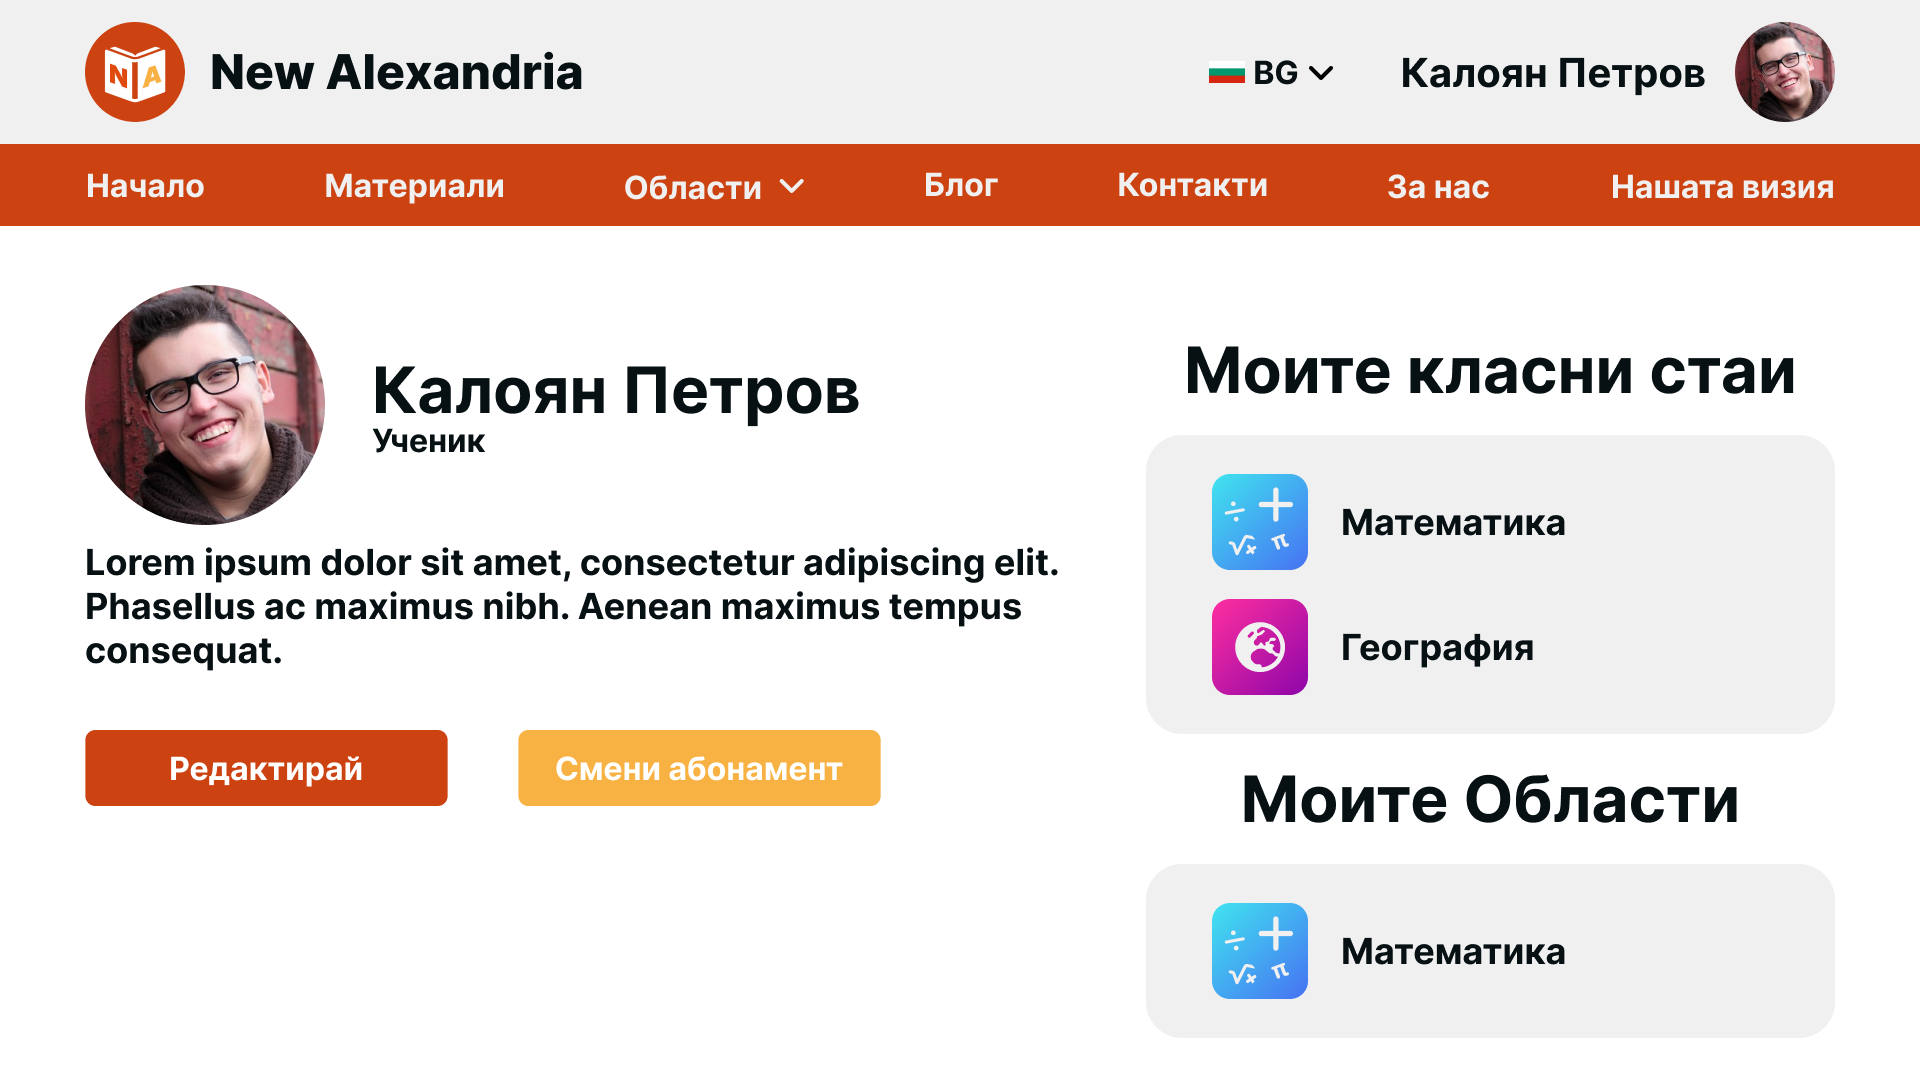 NA
New Alexandria
BG
Калоян Петров
Начало
Материали
Области
Блог
Контакти
За нас
Нашата визия
Калоян Петров
Ученик
Lorem ipsum dolor sit amet, consectetur adipiscing elit.
Phasellus ac maximus nibh. Aenean maximus tempus
consequat.
Редактирай
Смени абонамент
Моите класни стаи
÷ +
√x π
Математика
География
Моите Области
÷ +
√x π
Математика